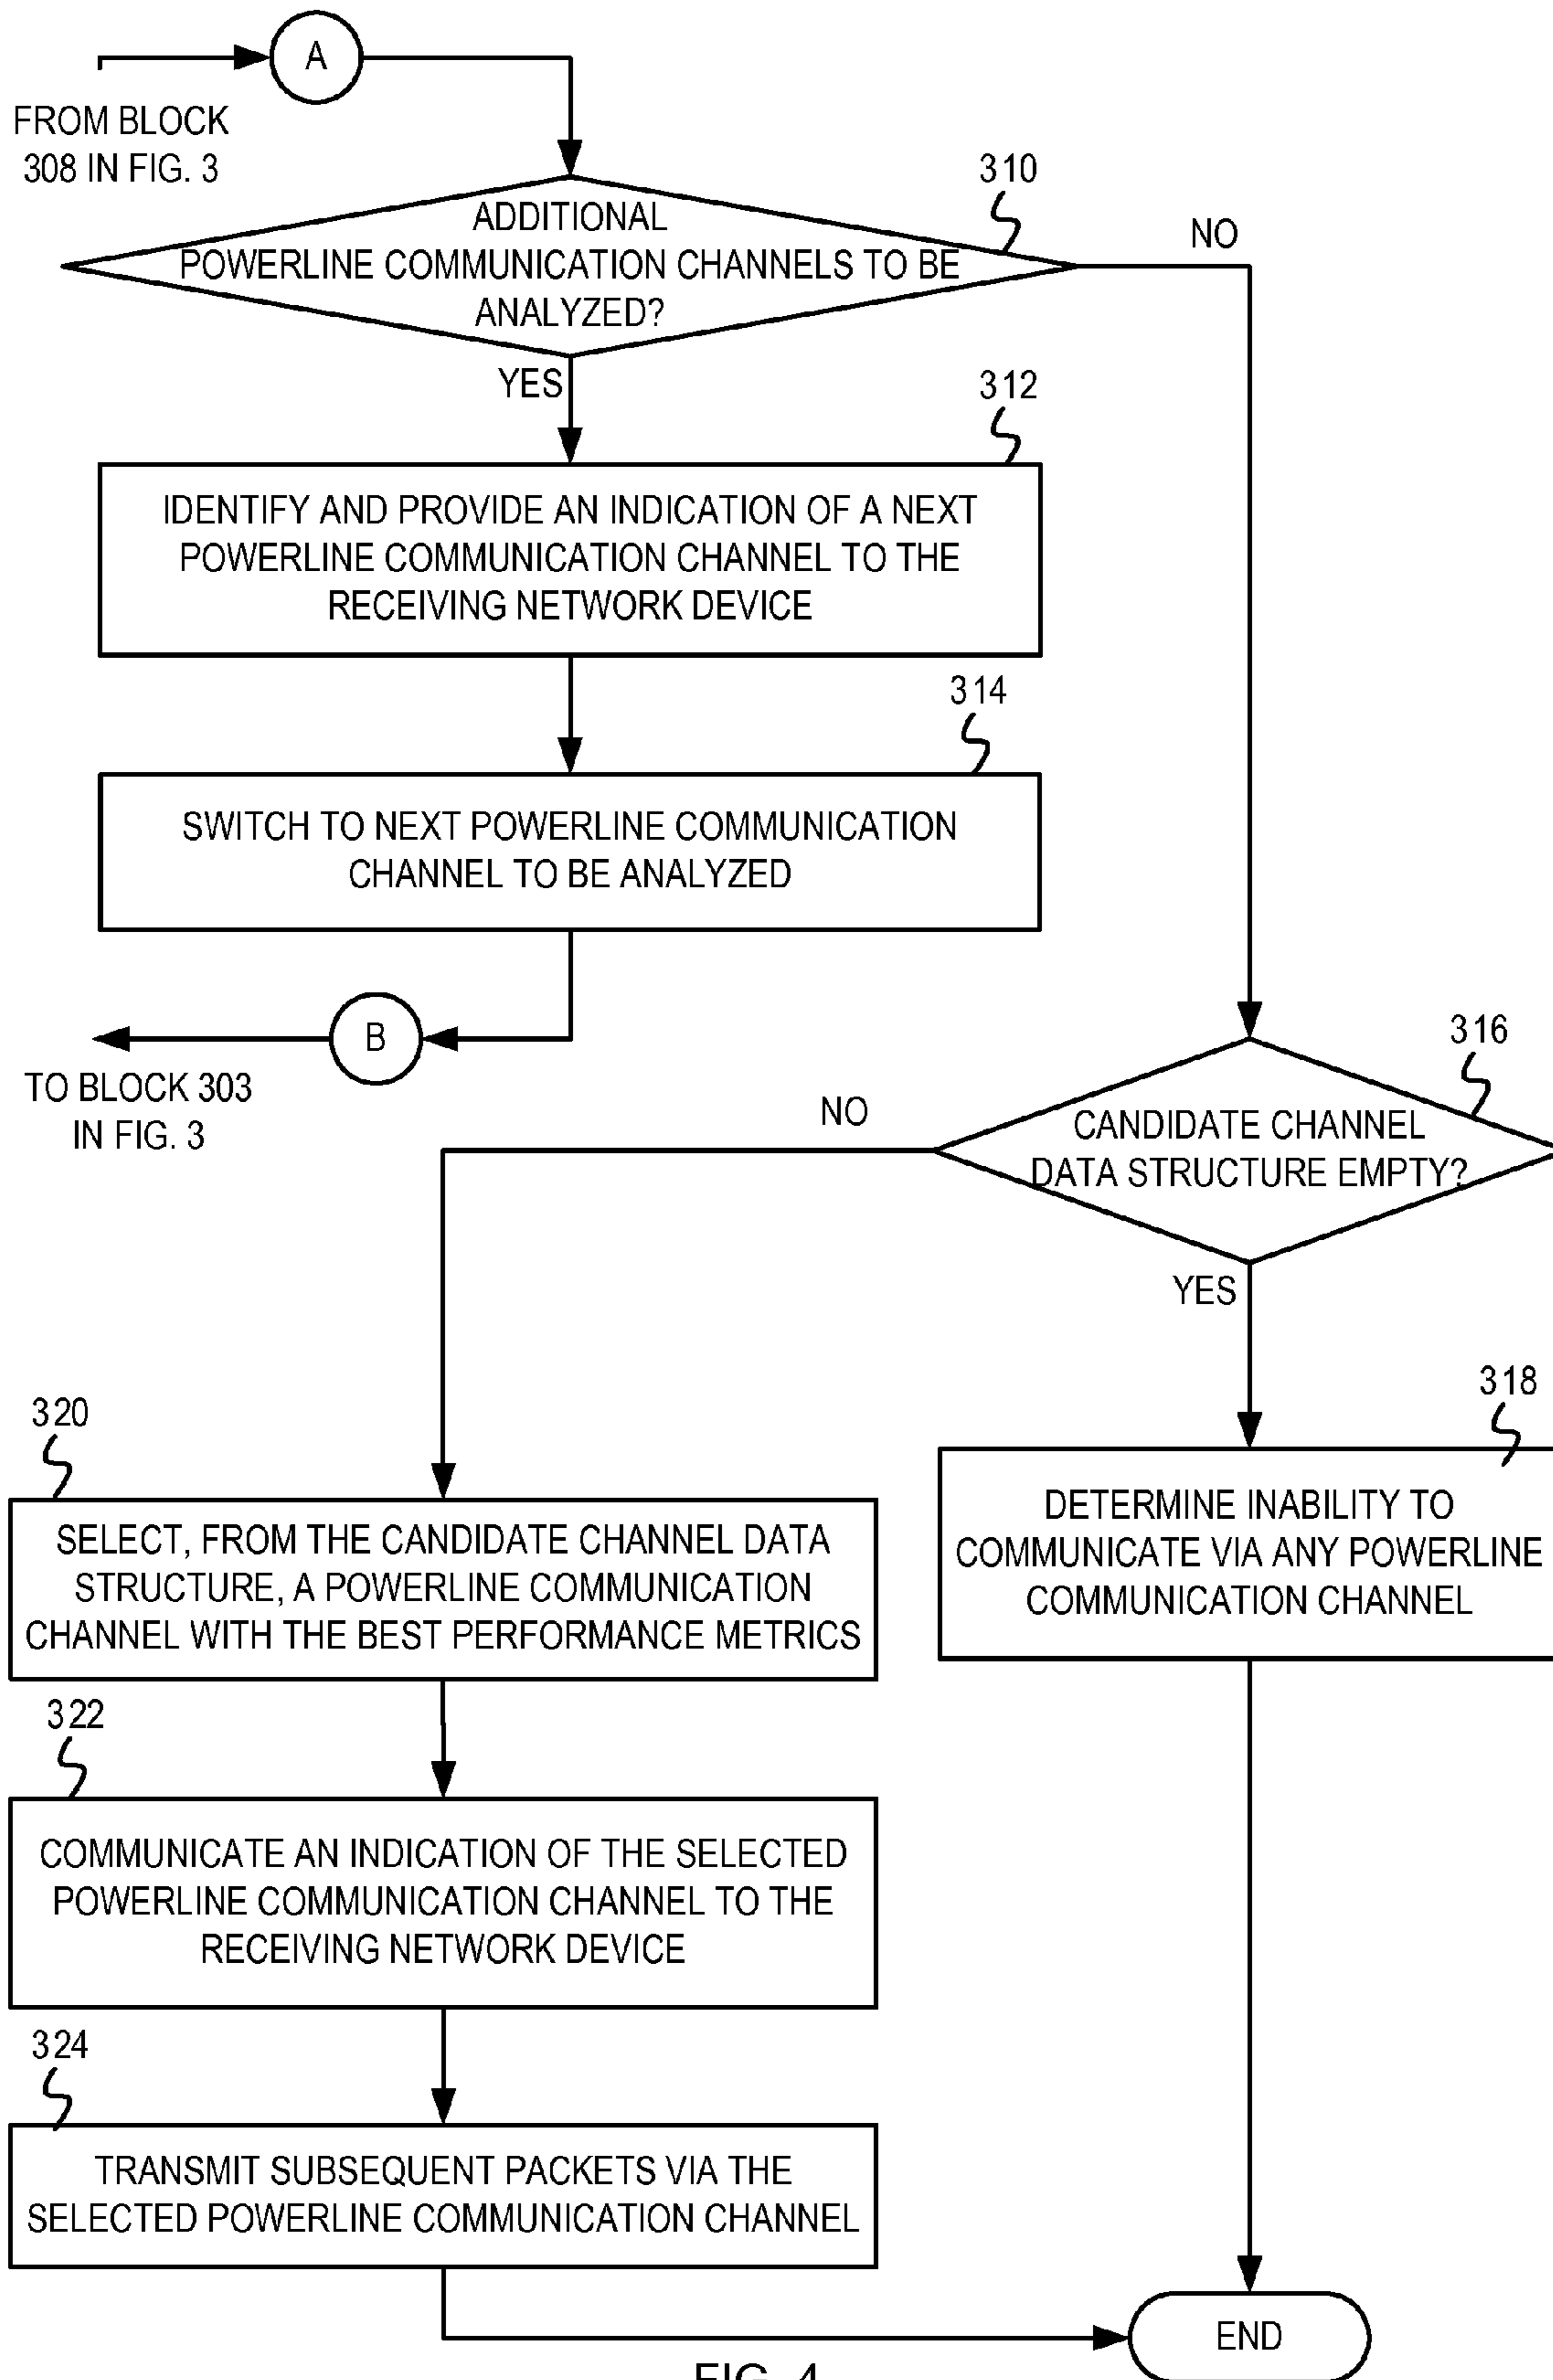 A
FROM BLOCK
308 IN FIG. 3
310
ADDITIONAL
POWERLINE COMMUNICATION CHANNELS TO BE
ANALYZED?
NO
YES
312
IDENTIFY AND PROVIDE AN INDICATION OF A NEXT
POWERLINE COMMUNICATION CHANNEL TO THE
RECEIVING NETWORK DEVICE
314
SWITCH TO NEXT POWERLINE COMMUNICATION
CHANNEL TO BE ANALYZED
B
TO BLOCK 303
IN FIG. 3
316
CANDIDATE CHANNEL
DATA STRUCTURE EMPTY?
NO
YES
318
DETERMINE INABILITY TO
COMMUNICATE VIA ANY POWERLINE
COMMUNICATION CHANNEL
320
SELECT, FROM THE CANDIDATE CHANNEL DATA
STRUCTURE, A POWERLINE COMMUNICATION
CHANNEL WITH THE BEST PERFORMANCE METRICS
322
COMMUNICATE AN INDICATION OF THE SELECTED
POWERLINE COMMUNICATION CHANNEL TO THE
RECEIVING NETWORK DEVICE
324
TRANSMIT SUBSEQUENT PACKETS VIA THE
SELECTED POWERLINE COMMUNICATION CHANNEL
END
FIG. 4